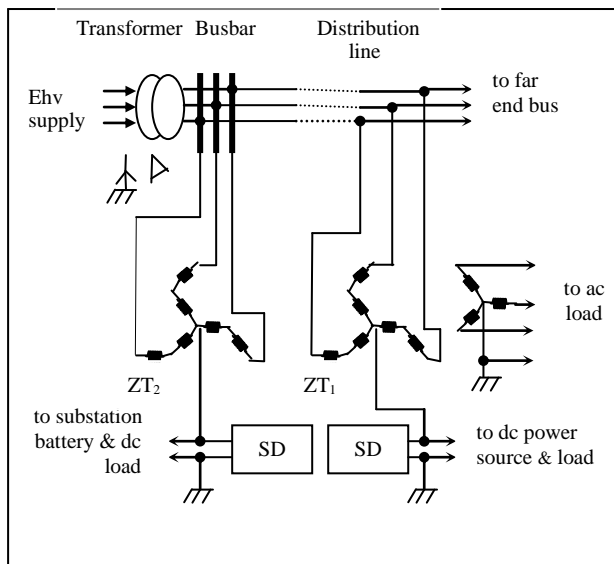 Transformer Busbar Distribution
line
Ehv
supply
to far
end bus
to ac
load
ZT₂ ZT₁
to substation
battery & dc
load
SD SD
to dc power
source & load